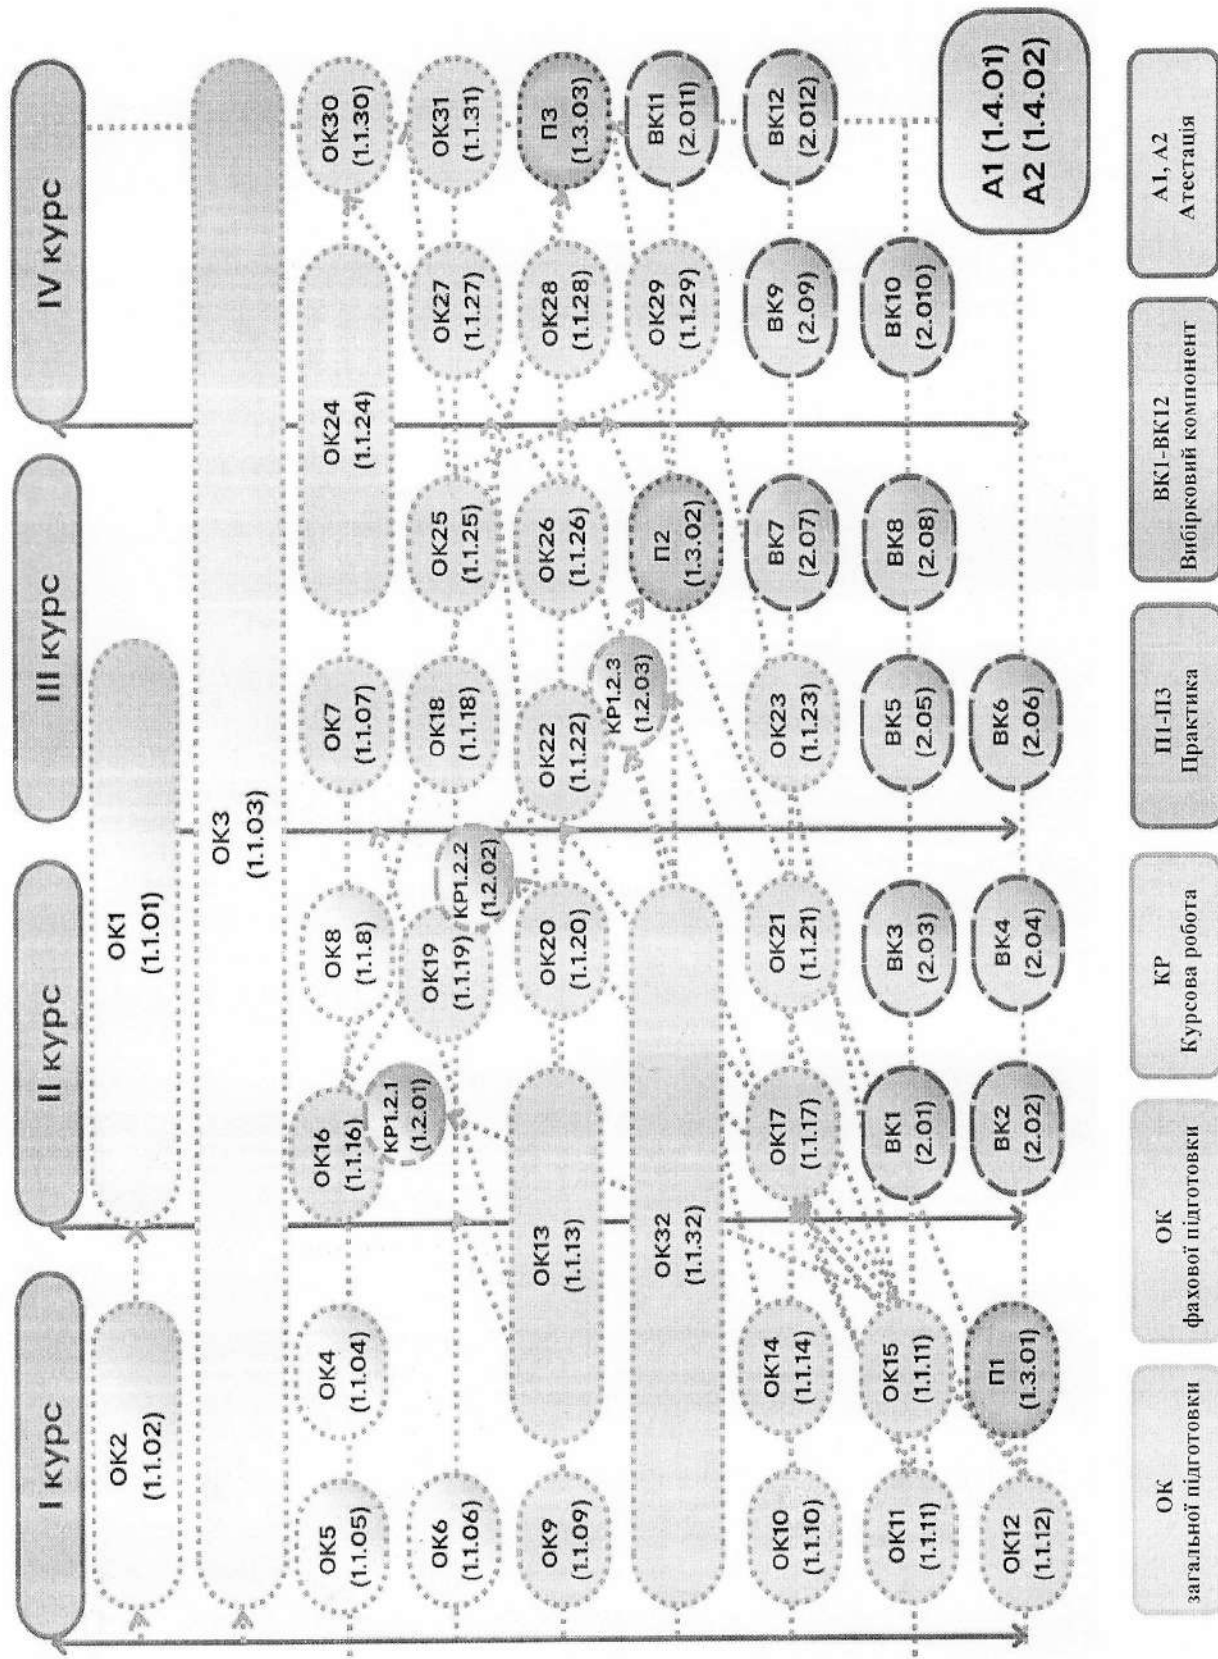 I курс
II курс
III курс
IV курс
ОК2
(1.1.02)
ОК1
(1.1.01)
ОК3
(1.1.03)
ОК5
(1.1.05)
ОК4
(1.1.04)
ОК16
(1.1.16)
КР1.2.1
(1.2.01)
ОК8
(1.1.8)
ОК7
(1.1.07)
ОК24
(1.1.24)
ОК30
(1.1.30)
ОК6
(1.1.06)
ОК19
(1.1.19)
КР1.2.2
(1.2.02)
ОК18
(1.1.18)
ОК25
(1.1.25)
ОК27
(1.1.27)
ОК31
(1.1.31)
ОК9
(1.1.09)
ОК13
(1.1.13)
ОК20
(1.1.20)
ОК22
(1.1.22)
КР1.2.3
(1.2.03)
ОК26
(1.1.26)
ОК28
(1.1.28)
П3
(1.3.03)
ОК32
(1.1.32)
П2
(1.3.02)
ОК29
(1.1.29)
ВК11
(2.011)
ОК10
(1.1.10)
ОК14
(1.1.14)
ОК17
(1.1.17)
ОК21
(1.1.21)
ОК23
(1.1.23)
ВК7
(2.07)
ВК9
(2.09)
ВК12
(2.012)
ОК11
(1.1.11)
ОК15
(1.1.11)
ВК1
(2.01)
ВК3
(2.03)
ВК5
(2.05)
ВК8
(2.08)
ВК10
(2.010)
ОК12
(1.1.12)
П1
(1.3.01)
ВК2
(2.02)
ВК4
(2.04)
ВК6
(2.06)
А1 (1.4.01)
А2 (1.4.02)
ОК
загальної підготовки
ОК
фахової підготовки
КР
Курсова робота
П1-П3
Практика
ВК1-ВК12
Вибірковий компонент
А1, А2
Атестація